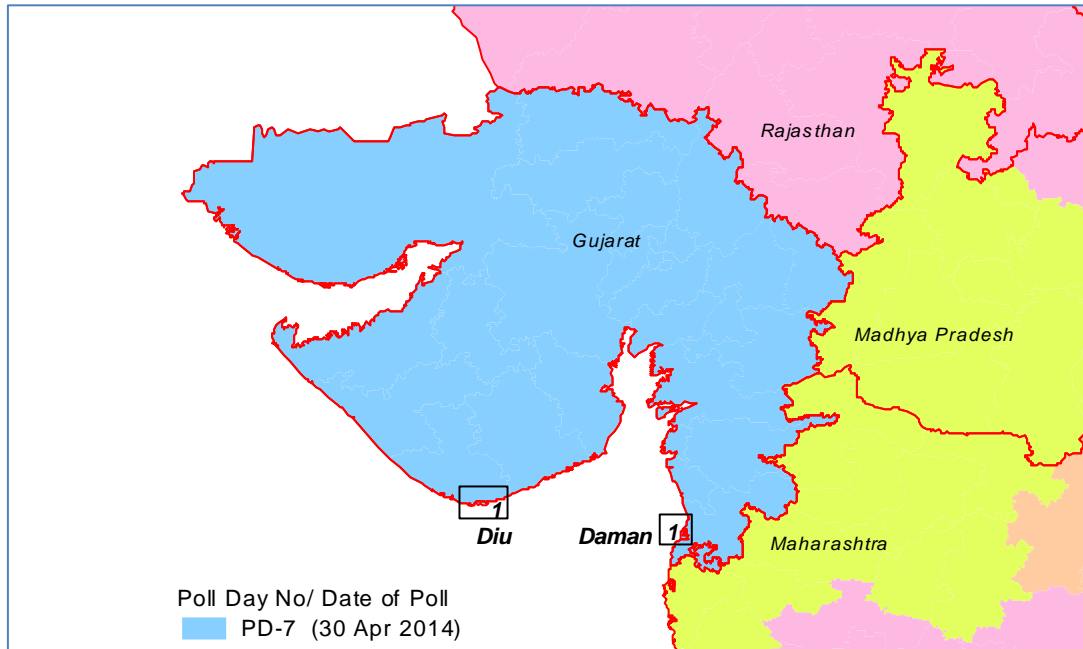 Rajasthan
Gujarat
Madhya Pradesh
1
Diu
Daman
1
Maharashtra
Poll Day No/ Date of Poll
PD-7 (30 Apr 2014)